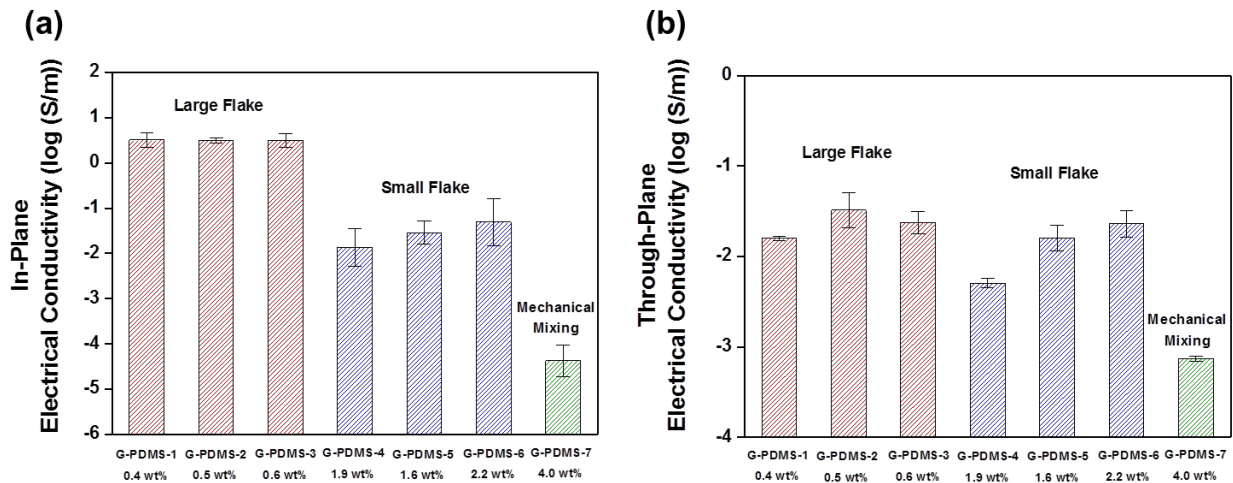 (a)
In-Plane
Electrical Conductivity (log (S/m))
2
1
0
-1
-2
-3
-4
-5
-6
Large Flake
Small Flake
Mechanical
Mixing
G-PDMS-1 G-PDMS-2 G-PDMS-3 G-PDMS-4 G-PDMS-5 G-PDMS-6 G-PDMS-7
0.4 wt% 0.5 wt% 0.6 wt% 1.9 wt% 1.6 wt% 2.2 wt% 4.0 wt%
(b)
Through-Plane
Electrical Conductivity (log (S/m))
0
-1
-2
-3
-4
Large Flake
Small Flake
Mechanical
Mixing
G-PDMS-1 G-PDMS-2 G-PDMS-3 G-PDMS-4 G-PDMS-5 G-PDMS-6 G-PDMS-7
0.4 wt% 0.5 wt% 0.6 wt% 1.9 wt% 1.6 wt% 2.2 wt% 4.0 wt%